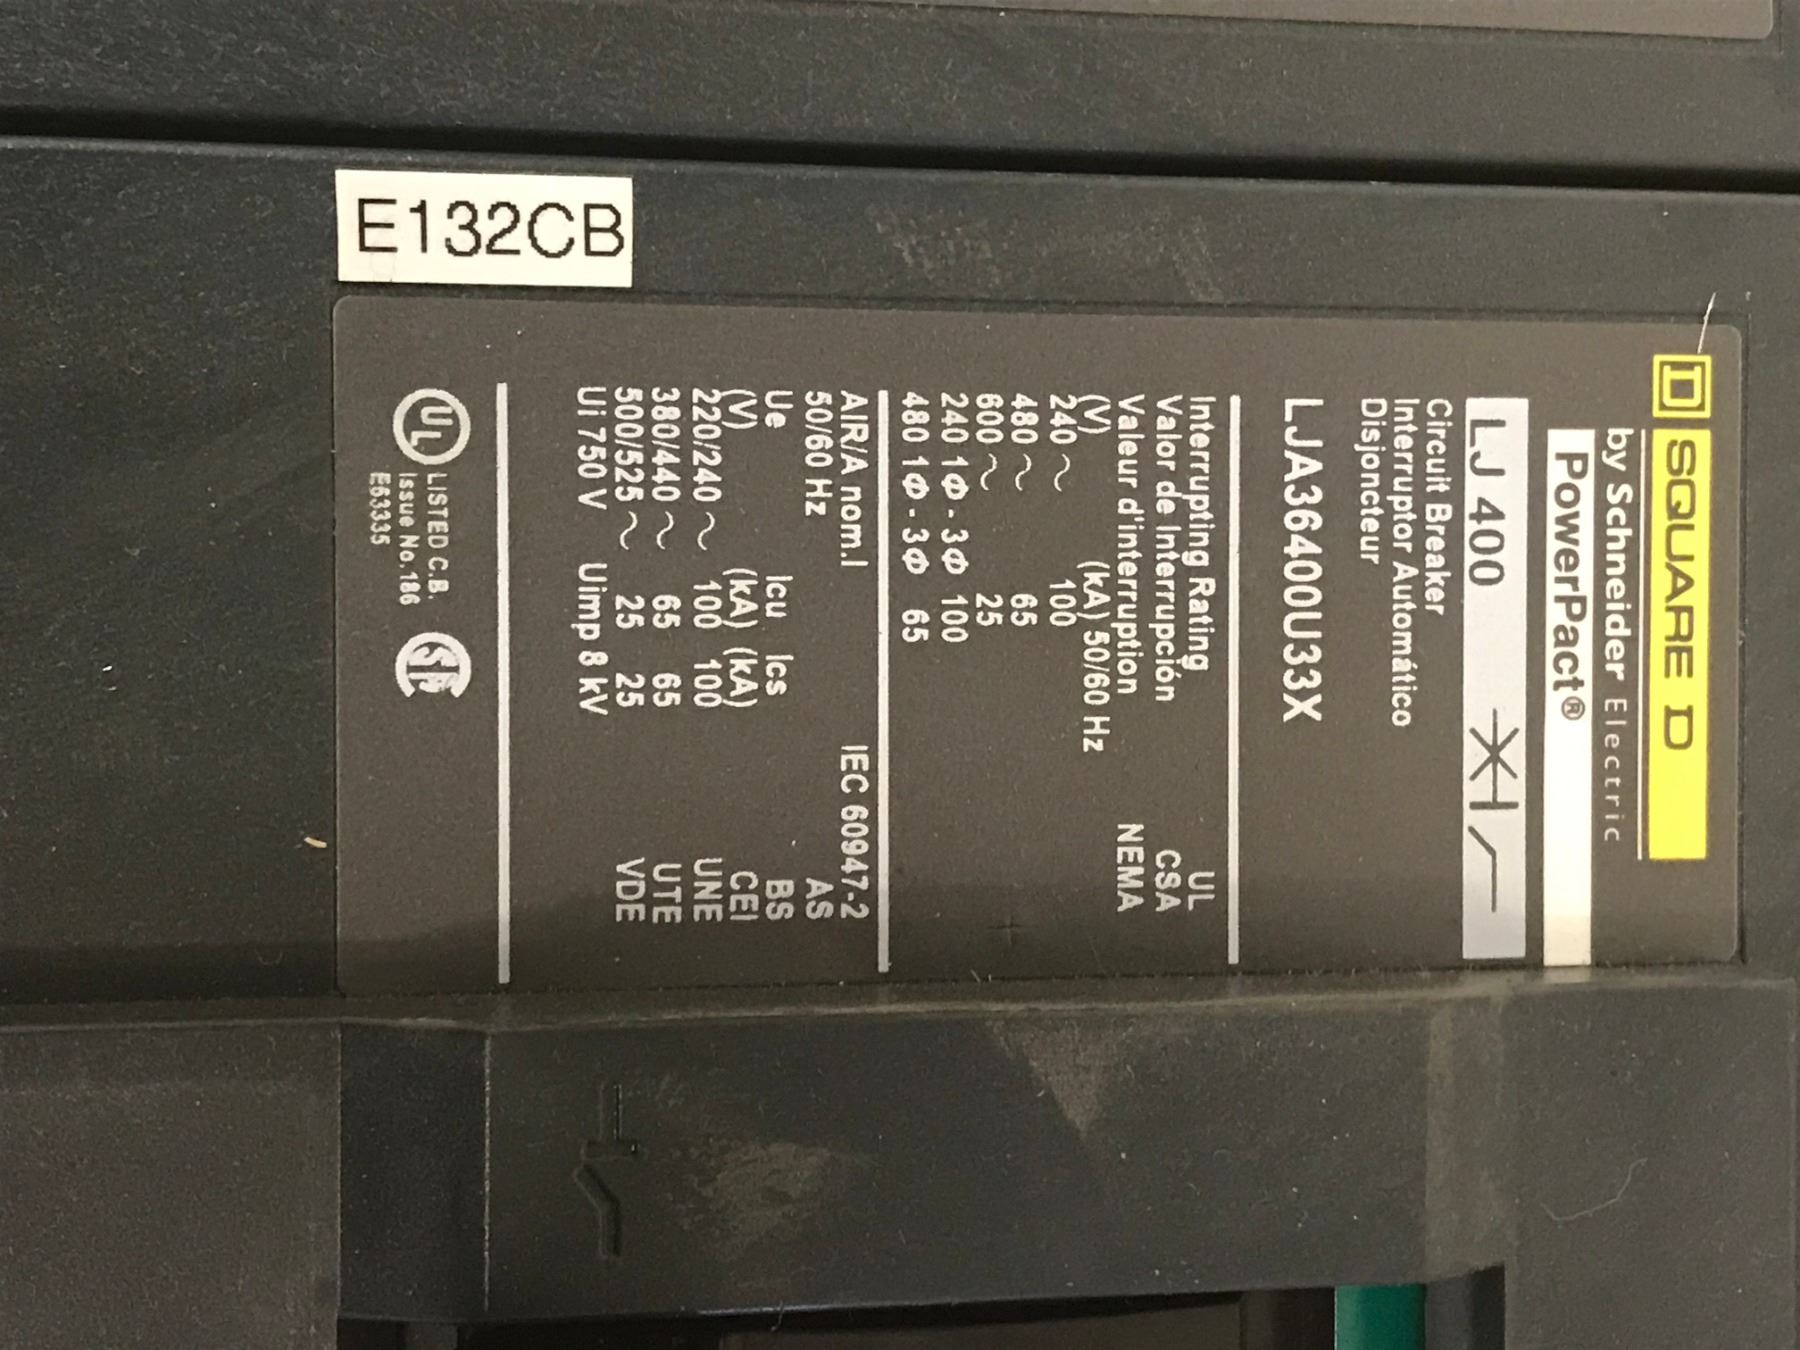 E132CB
SQUARE D
by Schneider Electric
PowerPact®
LJ 400
Circuit Breaker
Interruptor Automático
Disjoncteur
LJA36400U33X
Interrupting Rating UL
Valor de Interrupción CSA
Valeur d'interruption NEMA
(V) (kA) 50/60 Hz
240 ~ 100
480 ~ 65
600 ~ 25
240 1Φ - 3Φ 100
480 1Φ - 3Φ 65
AIR/A nom.I IEC 60947-2
50/60 Hz AS
Ue Icu Ics BS
(V) (kA) (kA) CEI
220/240 ~ 100 100 UNE
380/440 ~ 65 65 UTE
500/525 ~ 25 25 VDE
Ui 750 V Uimp 8 kV
UL LISTED C.B. SA
Issue No. 186
E63335